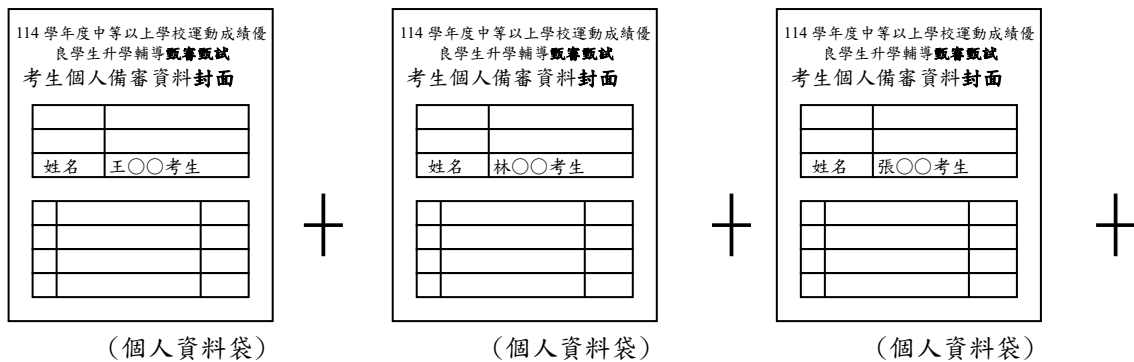 114 學年度中等以上學校運動成績優
良學生升學輔導甄審甄試
考生個人備審資料封面
姓名 王○○考生
(個人資料袋)
+
114 學年度中等以上學校運動成績優
良學生升學輔導甄審甄試
考生個人備審資料封面
姓名 林○○考生
(個人資料袋)
+
114 學年度中等以上學校運動成績優
良學生升學輔導甄審甄試
考生個人備審資料封面
姓名 張○○考生
(個人資料袋)
+